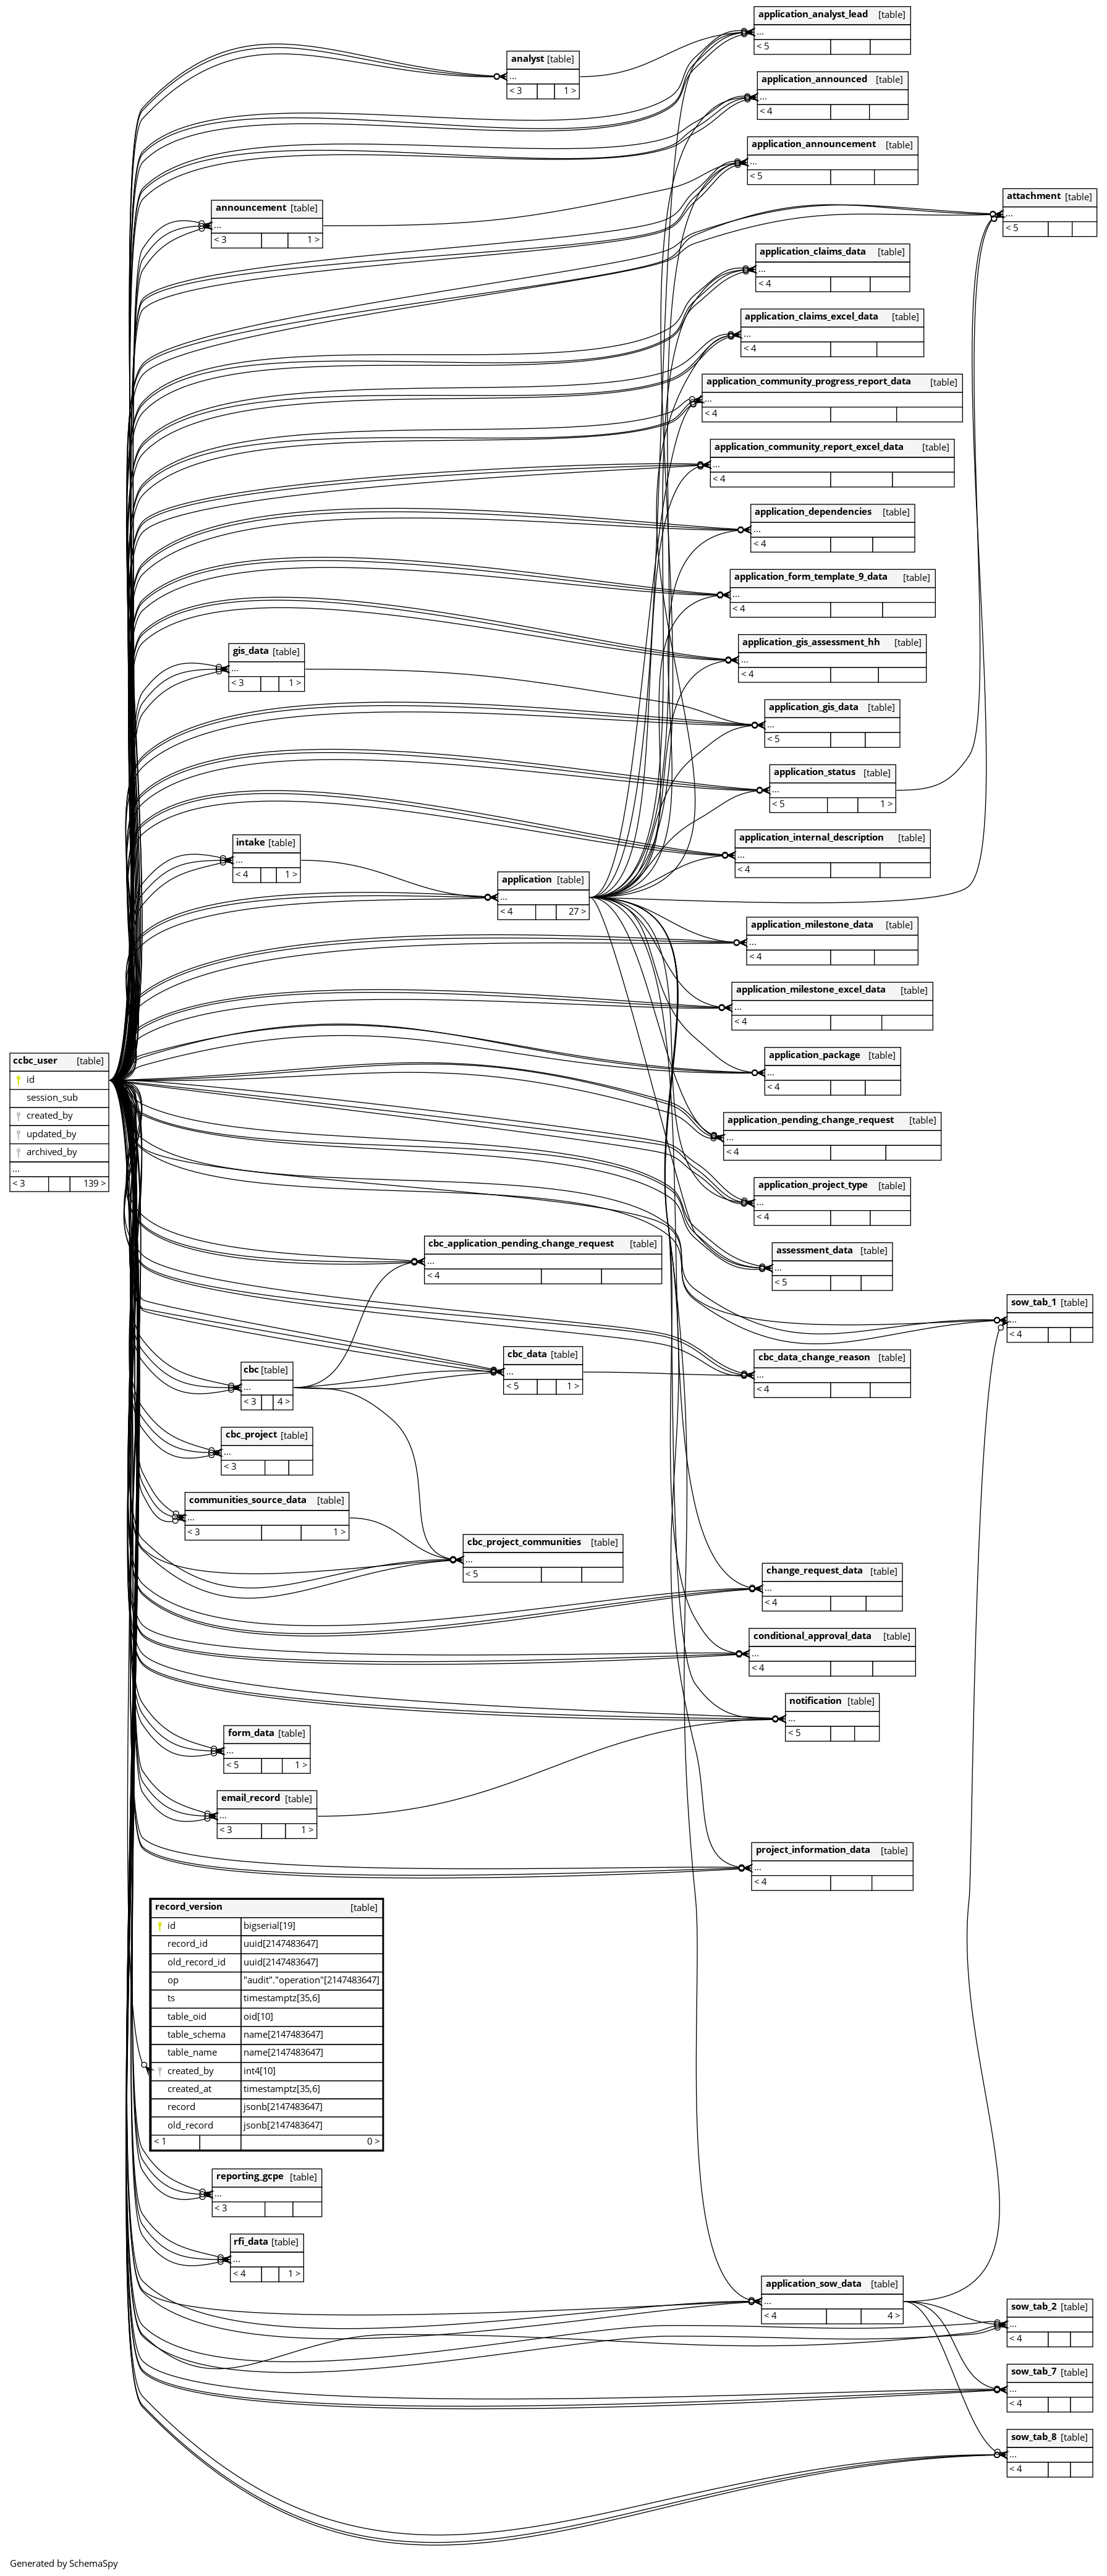 application_analyst_lead [table]
...
< 5
analyst [table]
...
< 3 1 >
application_announced [table]
...
< 4
application_announcement [table]
...
< 5
attachment [table]
...
< 5
announcement [table]
...
< 3 1 >
application_claims_data [table]
...
< 4
application_claims_excel_data [table]
...
< 4
application_community_progress_report_data [table]
...
< 4
application_community_report_excel_data [table]
...
< 4
application_dependencies [table]
...
< 4
application_form_template_9_data [table]
...
< 4
application_gis_assessment_hh [table]
...
< 4
gis_data [table]
...
< 3 1 >
application_gis_data [table]
...
< 5
application_status [table]
...
< 5 1 >
application_internal_description [table]
...
< 4
intake [table]
...
< 4 1 >
application [table]
...
< 4 27 >
application_milestone_data [table]
...
< 4
application_milestone_excel_data [table]
...
< 4
application_package [table]
...
< 4
ccbc_user [table]
id
session_sub
created_by
updated_by
archived_by
...
< 3 139 >
application_pending_change_request [table]
...
< 4
application_project_type [table]
...
< 4
cbc_application_pending_change_request [table]
...
< 4
assessment_data [table]
...
< 5
sow_tab_1 [table]
...
< 4
cbc_data [table]
...
< 5 1 >
cbc_data_change_reason [table]
...
< 4
cbc [table]
...
< 3 4 >
cbc_project [table]
...
< 3
communities_source_data [table]
...
< 3 1 >
cbc_project_communities [table]
...
< 5
change_request_data [table]
...
< 4
conditional_approval_data [table]
...
< 4
notification [table]
...
< 5
form_data [table]
...
< 5 1 >
email_record [table]
...
< 3 1 >
project_information_data [table]
...
< 4
record_version [table]
id bigserial[19]
record_id uuid[2147483647]
old_record_id uuid[2147483647]
op "audit"."operation"[2147483647]
ts timestamptz[35,6]
table_oid oid[10]
table_schema name[2147483647]
table_name name[2147483647]
created_by int4[10]
created_at timestamptz[35,6]
record jsonb[2147483647]
old_record jsonb[2147483647]
< 1 0 >
reporting_gcpe [table]
...
< 3
rfi_data [table]
...
< 4 1 >
application_sow_data [table]
...
< 4 4 >
sow_tab_2 [table]
...
< 4
sow_tab_7 [table]
...
< 4
sow_tab_8 [table]
...
< 4
Generated by SchemaSpy